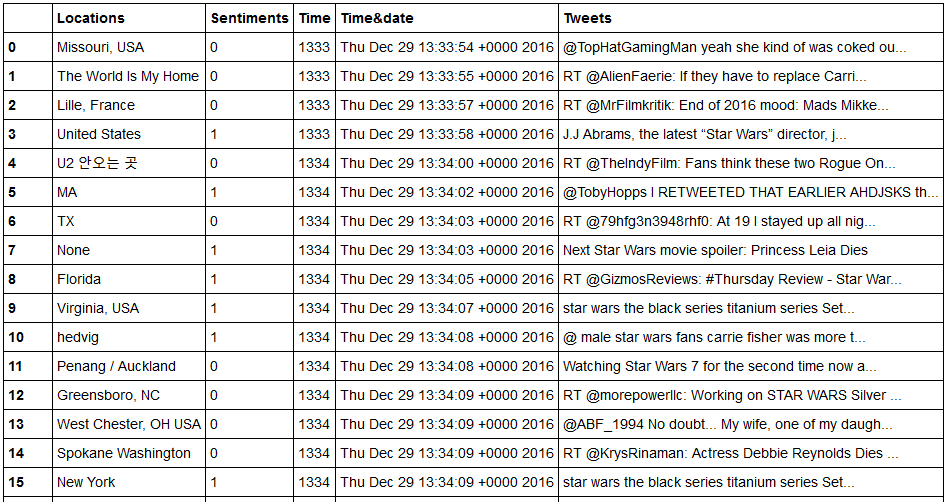 Locations Sentiments Time Time&date Tweets
0 Missouri, USA 0 1333 Thu Dec 29 13:33:54 +0000 2016 @TopHatGamingMan yeah she kind of was coked ou...
1 The World Is My Home 0 1333 Thu Dec 29 13:33:55 +0000 2016 RT @AlienFaerie: If they have to replace Carri...
2 Lille, France 0 1333 Thu Dec 29 13:33:57 +0000 2016 RT @MrFilmkritik: End of 2016 mood: Mads Mikke...
3 United States 1 1333 Thu Dec 29 13:33:58 +0000 2016 J.J Abrams, the latest “Star Wars” director, j...
4 U2 안오는 곳 0 1334 Thu Dec 29 13:34:00 +0000 2016 RT @TheIndyFilm: Fans think these two Rogue On...
5 MA 1 1334 Thu Dec 29 13:34:02 +0000 2016 @TobyHopps I RETWEETED THAT EARLIER AHDJSKS th...
6 TX 0 1334 Thu Dec 29 13:34:03 +0000 2016 RT @79hfg3n3948rhf0: At 19 I stayed up all nig...
7 None 1 1334 Thu Dec 29 13:34:03 +0000 2016 Next Star Wars movie spoiler: Princess Leia Dies
8 Florida 1 1334 Thu Dec 29 13:34:05 +0000 2016 RT @GizmosReviews: #Thursday Review - Star War...
9 Virginia, USA 1 1334 Thu Dec 29 13:34:07 +0000 2016 star wars the black series titanium series Set...
10 hedvig 1 1334 Thu Dec 29 13:34:08 +0000 2016 @ male star wars fans carrie fisher was more t...
11 Penang / Auckland 0 1334 Thu Dec 29 13:34:08 +0000 2016 Watching Star Wars 7 for the second time now a...
12 Greensboro, NC 0 1334 Thu Dec 29 13:34:09 +0000 2016 RT @morepowerllc: Working on STAR WARS Silver ...
13 West Chester, OH USA 0 1334 Thu Dec 29 13:34:09 +0000 2016 @ABF_1994 No doubt... My wife, one of my daugh...
14 Spokane Washington 0 1334 Thu Dec 29 13:34:09 +0000 2016 RT @KrysRinaman: Actress Debbie Reynolds Dies ...
15 New York 1 1334 Thu Dec 29 13:34:09 +0000 2016 star wars the black series titanium series Set...